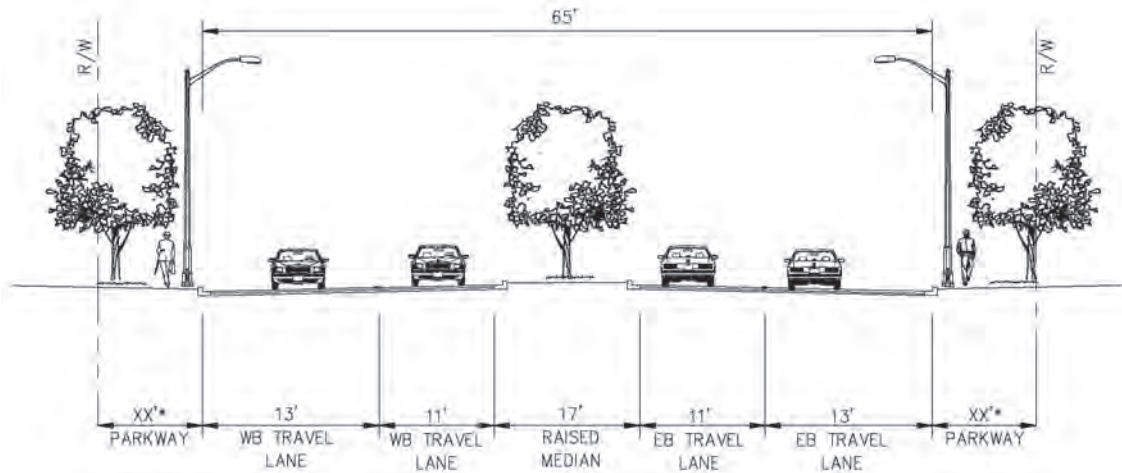 65'
R/W
R/W
XX'*
PARKWAY
13'
WB TRAVEL
LANE
11'
WB TRAVEL
LANE
17'
RAISED
MEDIAN
11'
EB TRAVEL
LANE
13'
EB TRAVEL
LANE
XX'*
PARKWAY